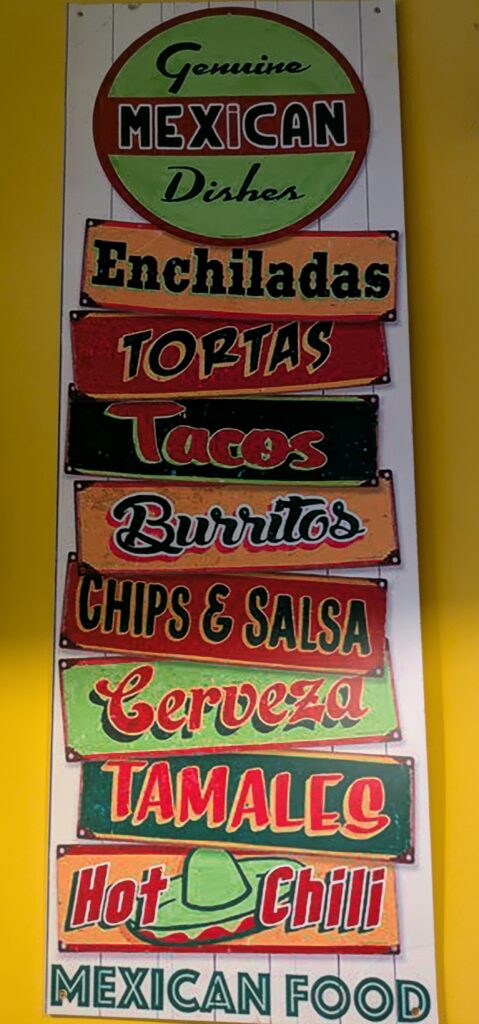 Genuine
MEXiCAN
Dishes
Enchiladas
TORTAS
Tacos
Burritos
CHIPS & SALSA
Cerveza
TAMALES
Hot Chili
MEXICAN FOOD